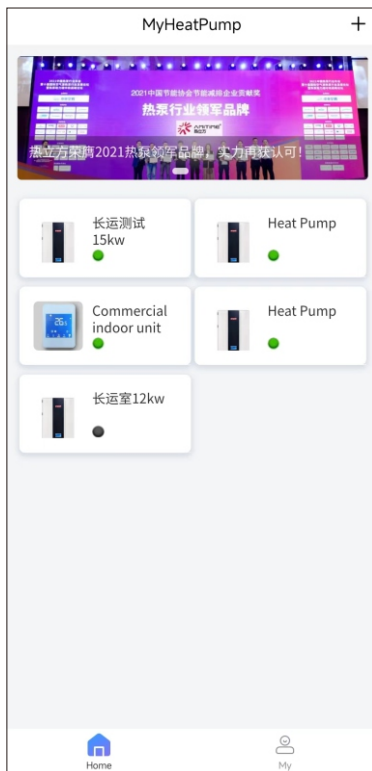 MyHeatPump
2021中国节能协会节能减排企业贡献奖
热泵行业领军品牌
热立方荣膺2021热泵领军品牌，实力再获认可！
长运测试
15kw
Heat Pump
Commercial
indoor unit
Heat Pump
长运室12kw
Home
My